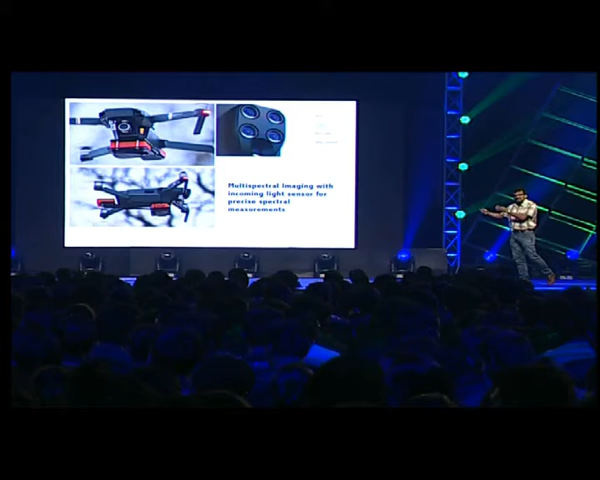 Multispectral Imaging with
incoming light sensor for
precise spectral
measurements